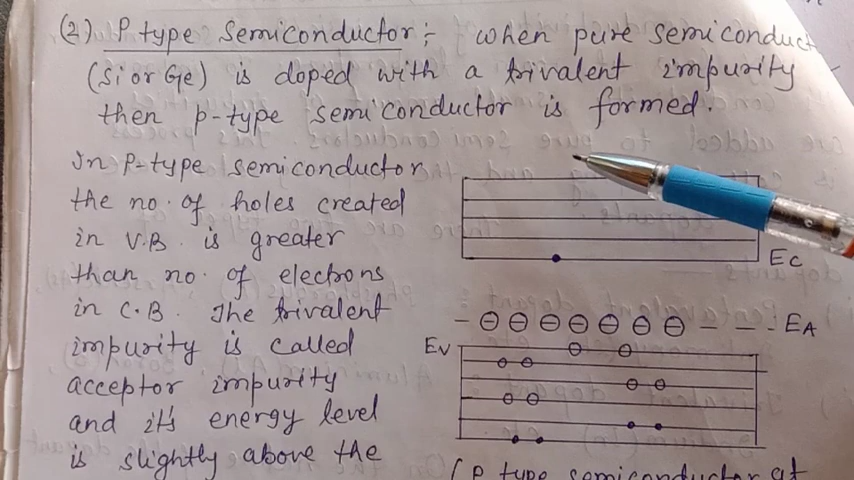 (2) P type Semiconductor :- when pure semiconduct
(Si or Ge) is doped with a trivalent impurity
then p-type semiconductor is formed.
In P-type semiconductor
the no. of holes created
in V.B. is greater
than no. of electrons
in C.B. The trivalent
impurity is called
acceptor impurity
and it's energy level
is slightly above the
EC
- ⊖ ⊖ ⊖ ⊖ ⊖ ⊖ ⊖ - - - EA
Ev
(P type semiconductor at